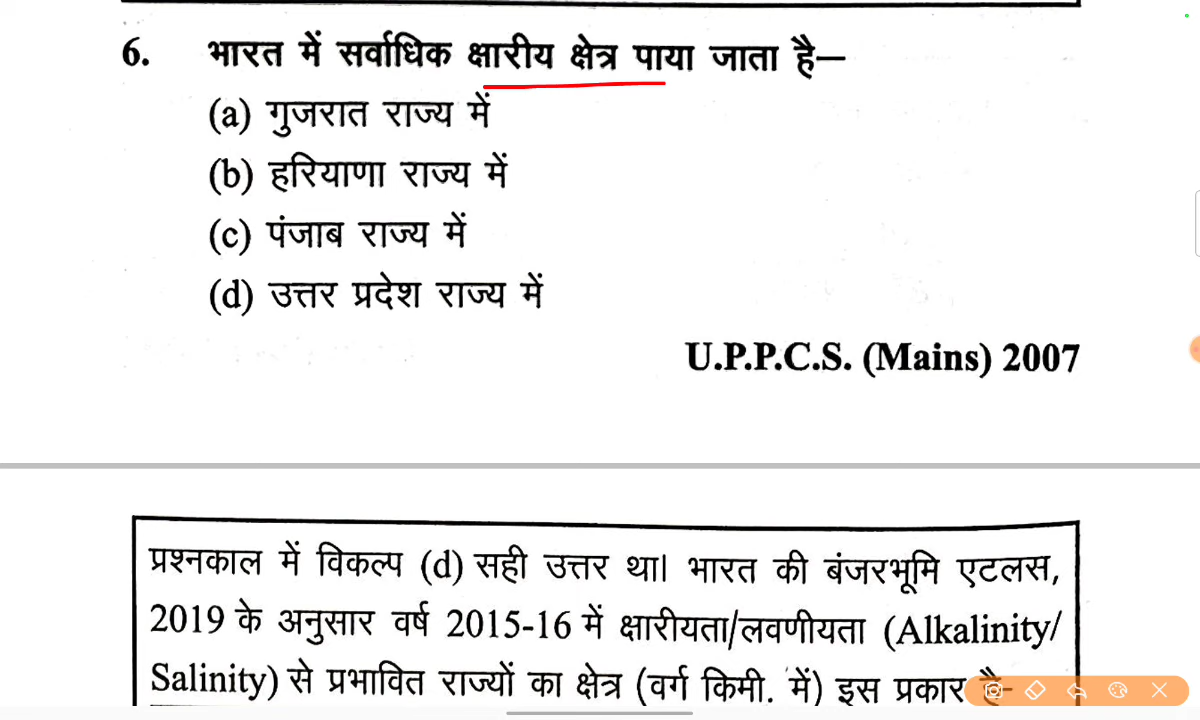 6. भारत में सर्वाधिक क्षारीय क्षेत्र पाया जाता है–
(a) गुजरात राज्य में
(b) हरियाणा राज्य में
(c) पंजाब राज्य में
(d) उत्तर प्रदेश राज्य में
U.P.P.C.S. (Mains) 2007
प्रश्नकाल में विकल्प (d) सही उत्तर था। भारत की बंजरभूमि एटलस,
2019 के अनुसार वर्ष 2015-16 में क्षारीयता/लवणीयता (Alkalinity/
Salinity) से प्रभावित राज्यों का क्षेत्र (वर्ग किमी. में) इस प्रकार है-